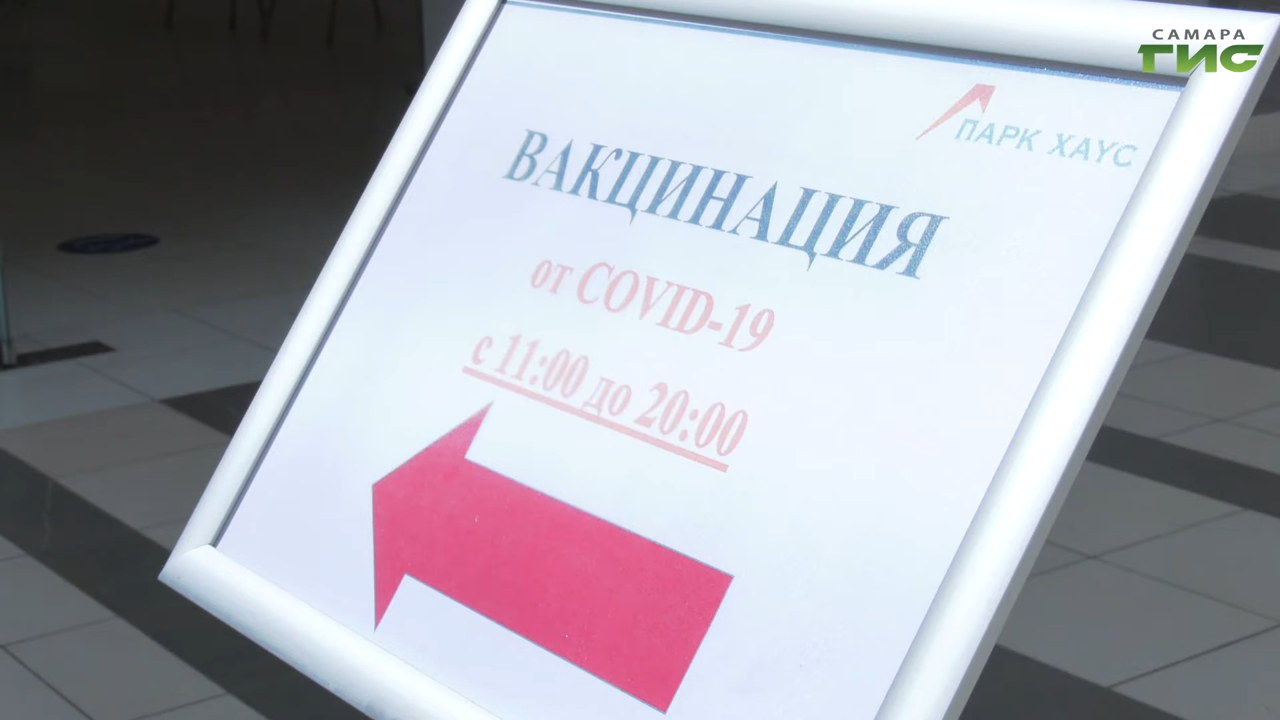 САМАРА
ГИС
ПАРК ХАУС
ВАКЦИНАЦИЯ
от COVID-19
с 11:00 до 20:00